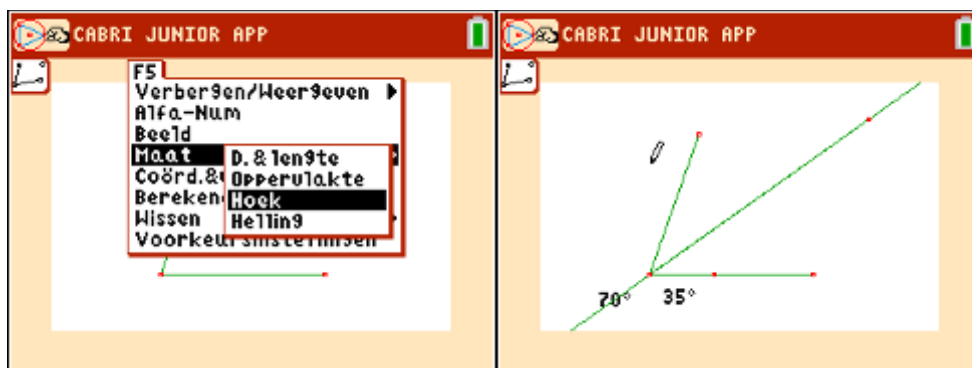 CABRI JUNIOR APP
F5
Verbergen/Weergeven
Alfa-Num
Beeld
Maat
D.&lengte
Coörd.&
Oppervlakte
Bereken
Hoek
Wissen
Helling
Voorkeursinstellingen
CABRI JUNIOR APP
70° 35°